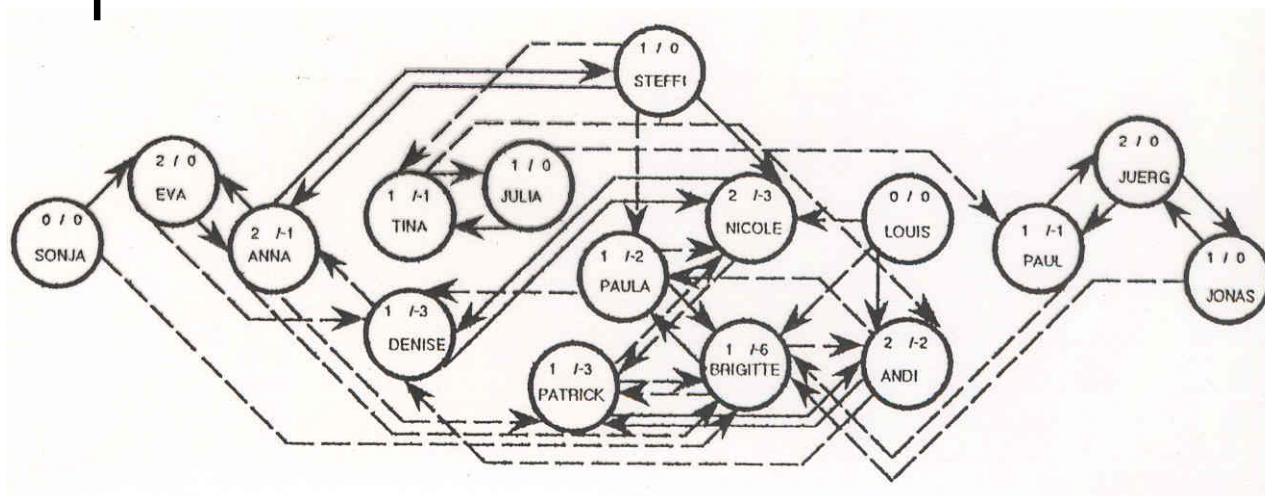 1 / 0
STEFFI
2 / 0
EVA
1 /-1
TINA
1 / 0
JULIA
2 / 0
JUERG
0 / 0
SONJA
2 /-1
ANNA
2 /-3
NICOLE
0 / 0
LOUIS
1 /-1
PAUL
1 / 0
JONAS
1 /-2
PAULA
1 /-3
DENISE
1 /-3
PATRICK
1 /-6
BRIGITTE
2 /-2
ANDI